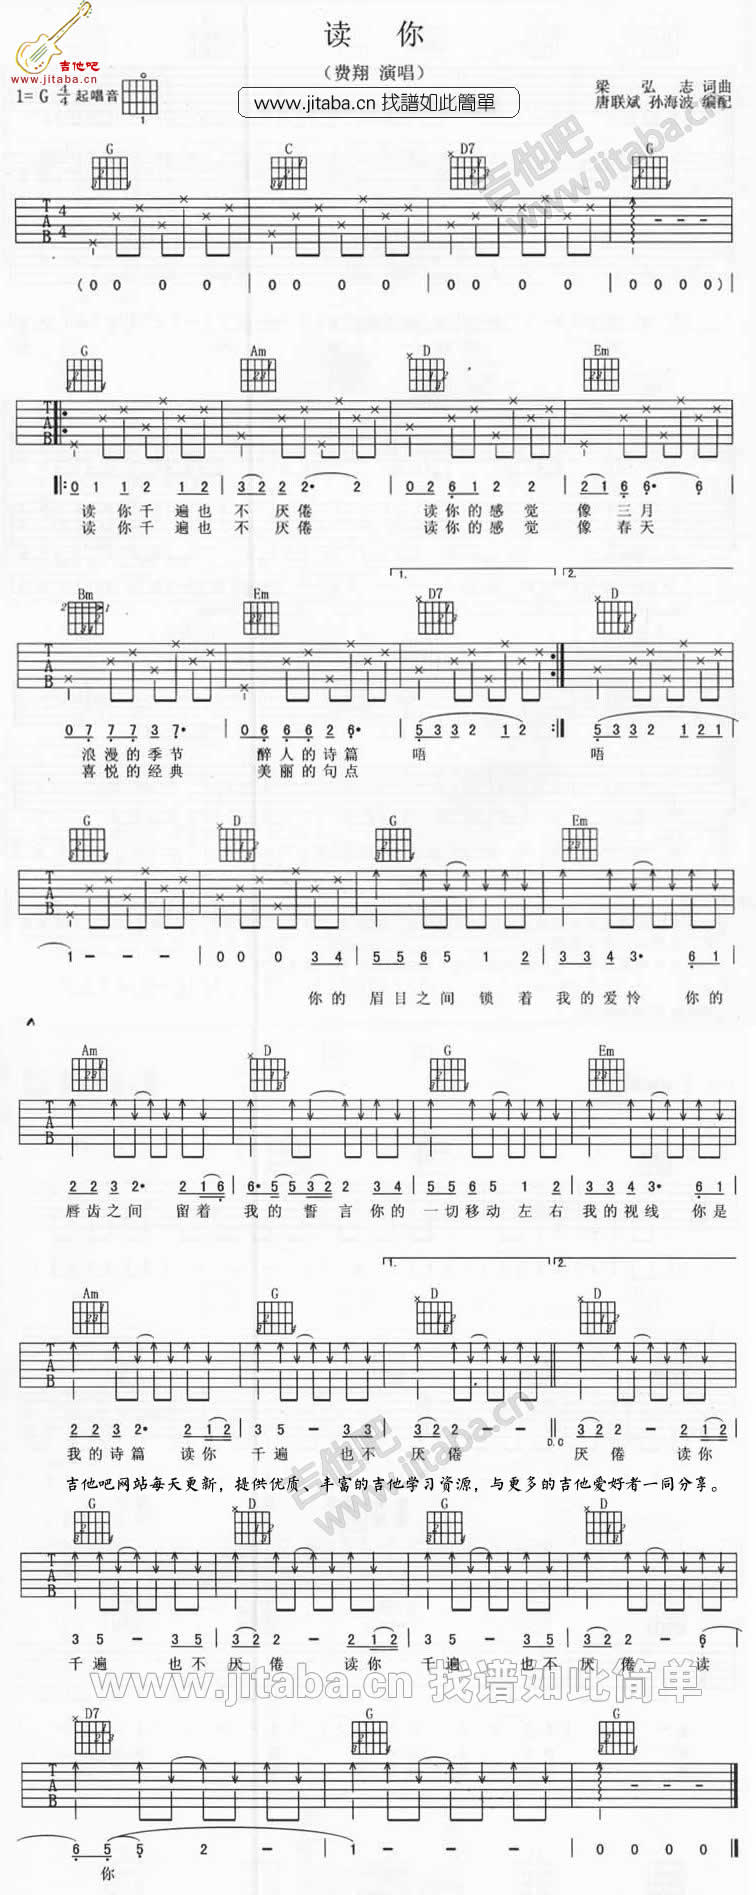 读 你
(费翔 演唱)
吉他吧
www.jitaba.cn
1=G 4/4 起唱音
G
1
www.jitaba.cn 找譜如此簡單
梁 弘 志 词曲
唐联斌 孙海波 编配
G C D7 G
吉他吧
www.jitaba.cn
T A B 4/4
(0 0 0 0 | 0 0 0 0 | 0 0 0 0 | 0 0 0 0)|
G Am D Em
T A B
‖: 0 1 1 2 1 2 | 3 2 2 2· 2 | 0 2 6 1 2 2 | 2 1 6 6· 6 |
读你千遍也 不厌倦 读你的感觉 像三月
读你千遍也 不厌倦 读你的感觉 像春天
1. 2.
Bm Em D7 D
T A B
0 7 7 7 3 7· | 0 6 6 6 2 6· | 5 3 3 2 1 2 :‖ 5 3 3 2 1 2 1 |
浪漫的季节 醉人的诗篇 唔 唔
喜悦的经典 美丽的句点
G D G Em
T A B
1 - - - | 0 0 0 3 4 | 5 5 6 5 1 2 | 3 3 4 3· 6 1 |
你的 眉目之间 锁着 我的爱怜 你的
Am D G Em
T A B
2 2 3 2· 2 1 6 | 6· 5 5 3 2 2 3 4 | 5 5 6 5 1 2 | 3 3 4 3· 6 1 |
唇齿之间 留着 我的 誓言你的 一切移动左右 我的视线 你是
1. 2.
Am G D D
T A B
2 2 3 2· 2 1 2 | 3 5 - 3 3 | 3 2 2 - - ‖ 3 2 2 - 2 1 2 |
D.C
我的诗篇 读你 千遍 也不 厌倦 厌倦 读你
吉他吧
www.jitaba.cn
吉他吧网站每天更新，提供优质、丰富的吉他学习资源，与更多的吉他爱好者一同分享。
G D G D
T A B
3 5 - 3 5 | 3 2 2 - 2 1 2 | 3 5 - 3 5 | 3 2 2 - 6 |
千遍 也不 厌倦 读你 千遍 也不 厌倦 读
www.jitaba.cn 找谱如此简单
D7 G G
T A B
6 5 5 2 - | 1 - - - | 0 0 0 0 ‖
你